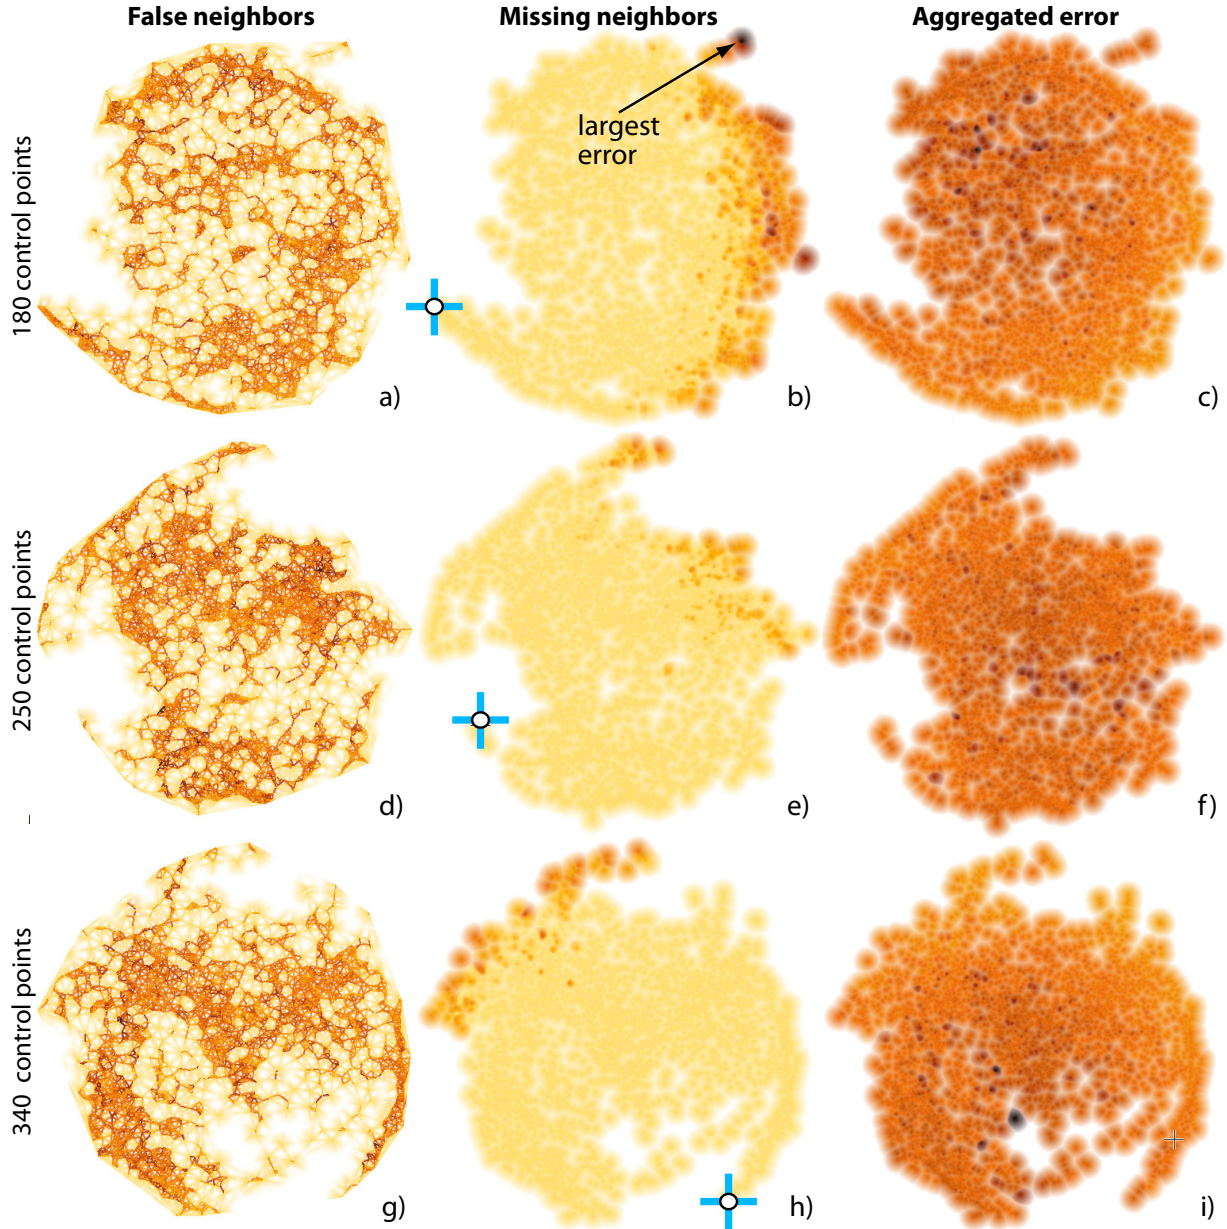 False neighbors
Missing neighbors
Aggregated error
180 control points
largest
error
a)
b)
c)
250 control points
d)
e)
f)
340 control points
g)
h)
i)